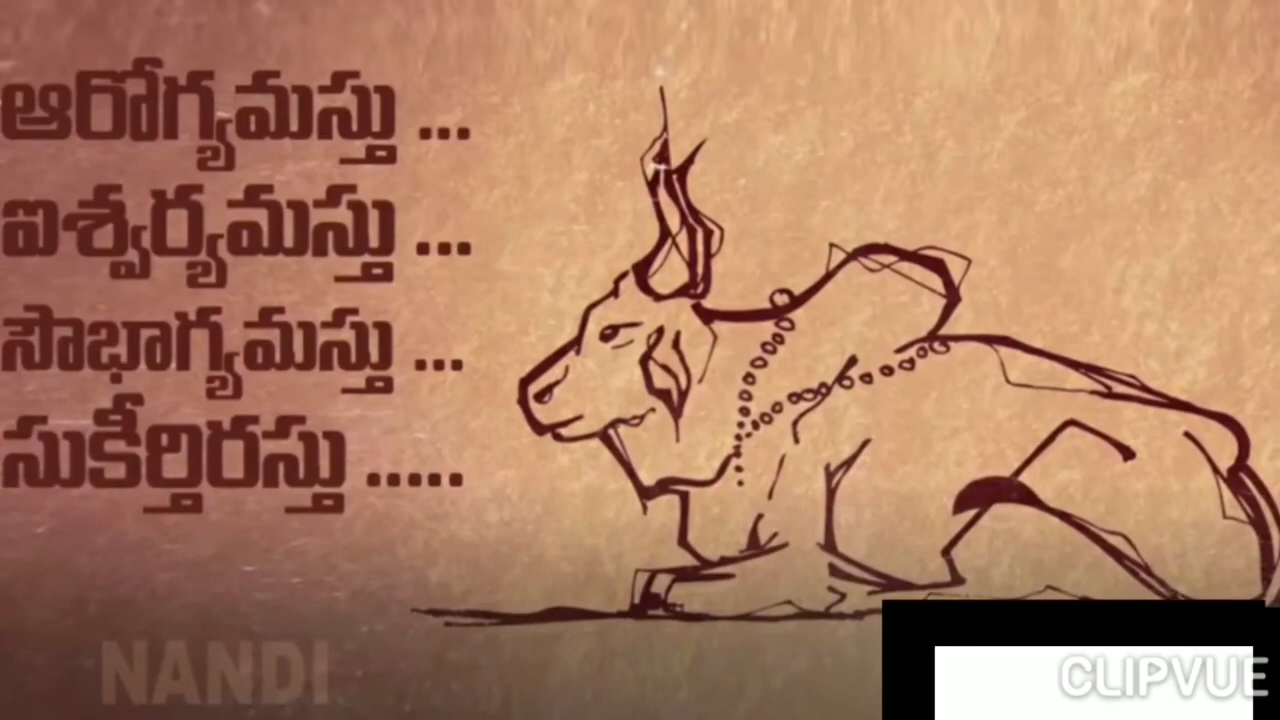 ఆరోగ్యమస్తు ...
ఐశ్వర్యమస్తు ...
సౌభాగ్యమస్తు ...
సుకీర్తిరస్తు .....
NANDI
CLIPVUE